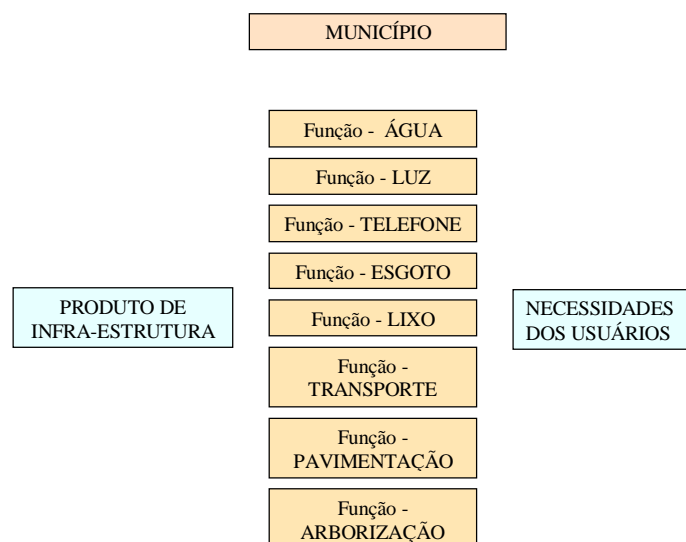 MUNICÍPIO
Função - ÁGUA
Função - LUZ
Função - TELEFONE
Função - ESGOTO
PRODUTO DE
INFRA-ESTRUTURA
Função - LIXO
NECESSIDADES
DOS USUÁRIOS
Função -
TRANSPORTE
Função -
PAVIMENTAÇÃO
Função -
ARBORIZAÇÃO